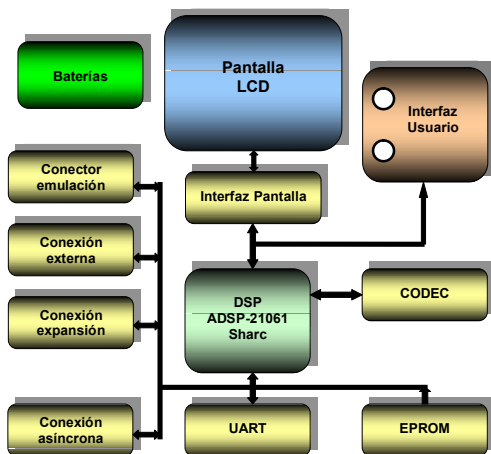 Baterías
Pantalla
LCD
Interfaz
Usuario
Conector
emulación
Interfaz Pantalla
Conexión
externa
DSP
ADSP-21061
Sharc
CODEC
Conexión
expansión
Conexión
asíncrona
UART
EPROM